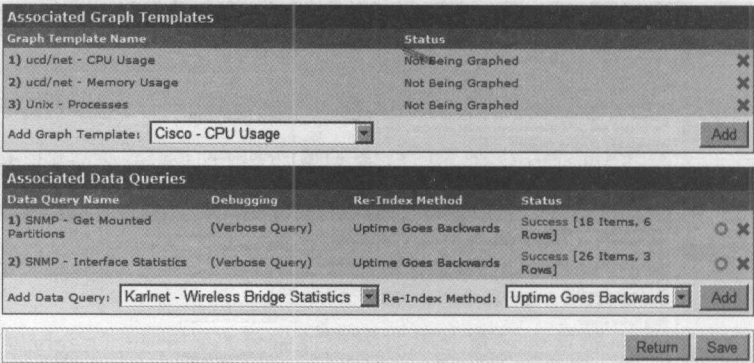 Associated Graph Templates
Graph Template Name Status
1) ucd/net - CPU Usage Not Being Graphed
2) ucd/net - Memory Usage Not Being Graphed
3) Unix - Processes Not Being Graphed
Add Graph Template: Cisco - CPU Usage Add
Associated Data Queries
Data Query Name Debugging Re-Index Method Status
1) SNMP - Get Mounted Partitions (Verbose Query) Uptime Goes Backwards Success [18 Items, 6 Rows]
2) SNMP - Interface Statistics (Verbose Query) Uptime Goes Backwards Success [26 Items, 3 Rows]
Add Data Query: Karlnet - Wireless Bridge Statistics Re-Index Method: Uptime Goes Backwards Add
Return Save